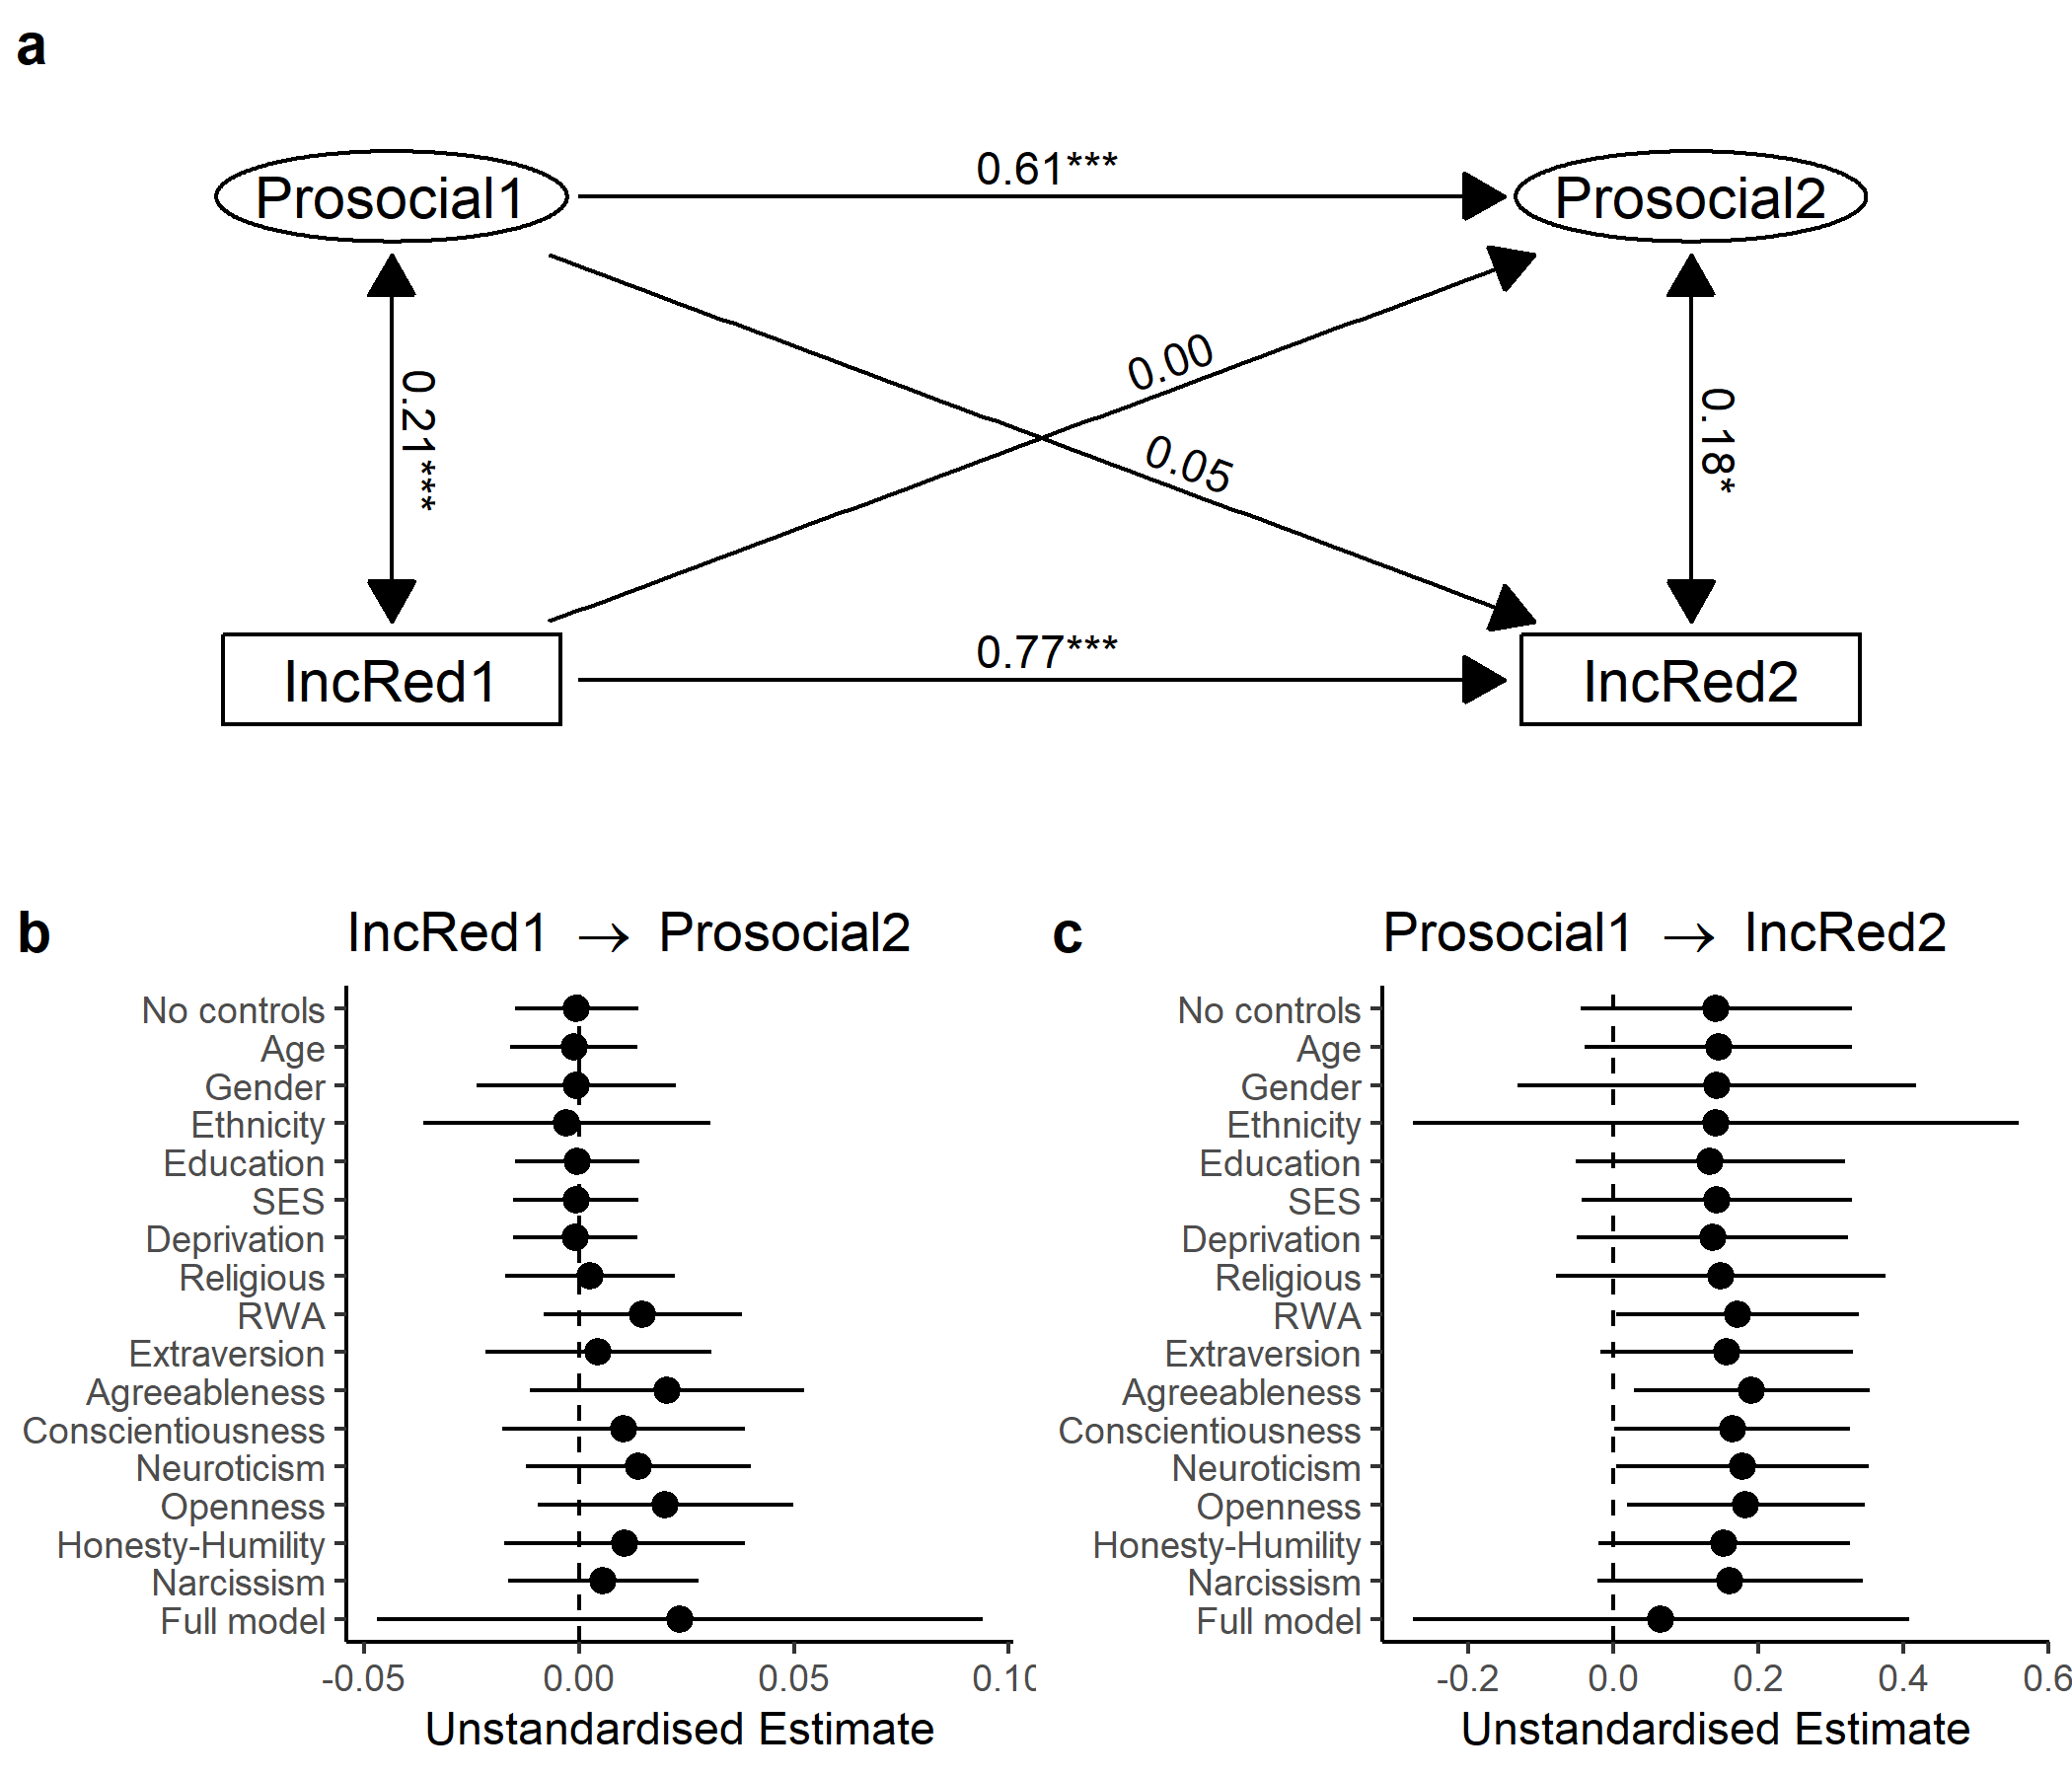 a
0.61***
Prosocial1
Prosocial2
0.00
0.21***
0.05
0.18*
0.77***
IncRed1
IncRed2
b
IncRed1 → Prosocial2
No controls
Age
Gender
Ethnicity
Education
SES
Deprivation
Religious
RWA
Extraversion
Agreeableness
Conscientiousness
Neuroticism
Openness
Honesty-Humility
Narcissism
Full model
-0.05 0.00 0.05 0.10
Unstandardised Estimate
c
Prosocial1 → IncRed2
No controls
Age
Gender
Ethnicity
Education
SES
Deprivation
Religious
RWA
Extraversion
Agreeableness
Conscientiousness
Neuroticism
Openness
Honesty-Humility
Narcissism
Full model
-0.2 0.0 0.2 0.4 0.6
Unstandardised Estimate